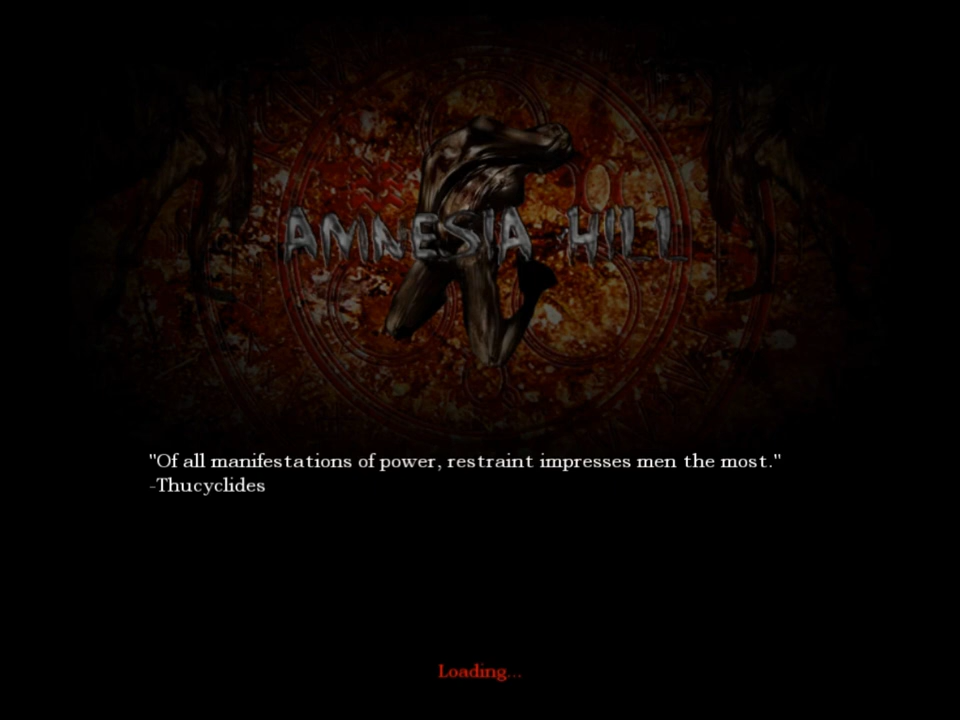 AMNESIA HILL
"Of all manifestations of power, restraint impresses men the most."
-Thucyclides
Loading...